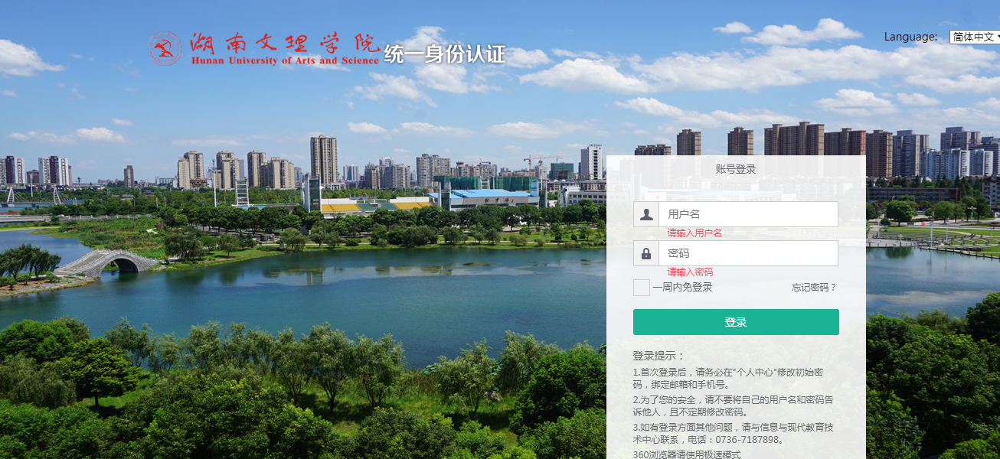 湖南文理学院
Hunan University of Arts and Science
统一身份认证
Language:
简体中文
账号登录
用户名
请输入用户名
密码
请输入密码
一周内免登录
忘记密码？
登录
登录提示：
1.首次登录后，请务必在"个人中心"修改初始密
码，绑定邮箱和手机号。
2.为了您的安全，请不要将自己的用户名和密码告
诉他人，且不定期修改密码。
3.如有登录方面其他问题，请与信息与现代教育技
术中心联系，电话：0736-7187898。
360浏览器请使用极速模式